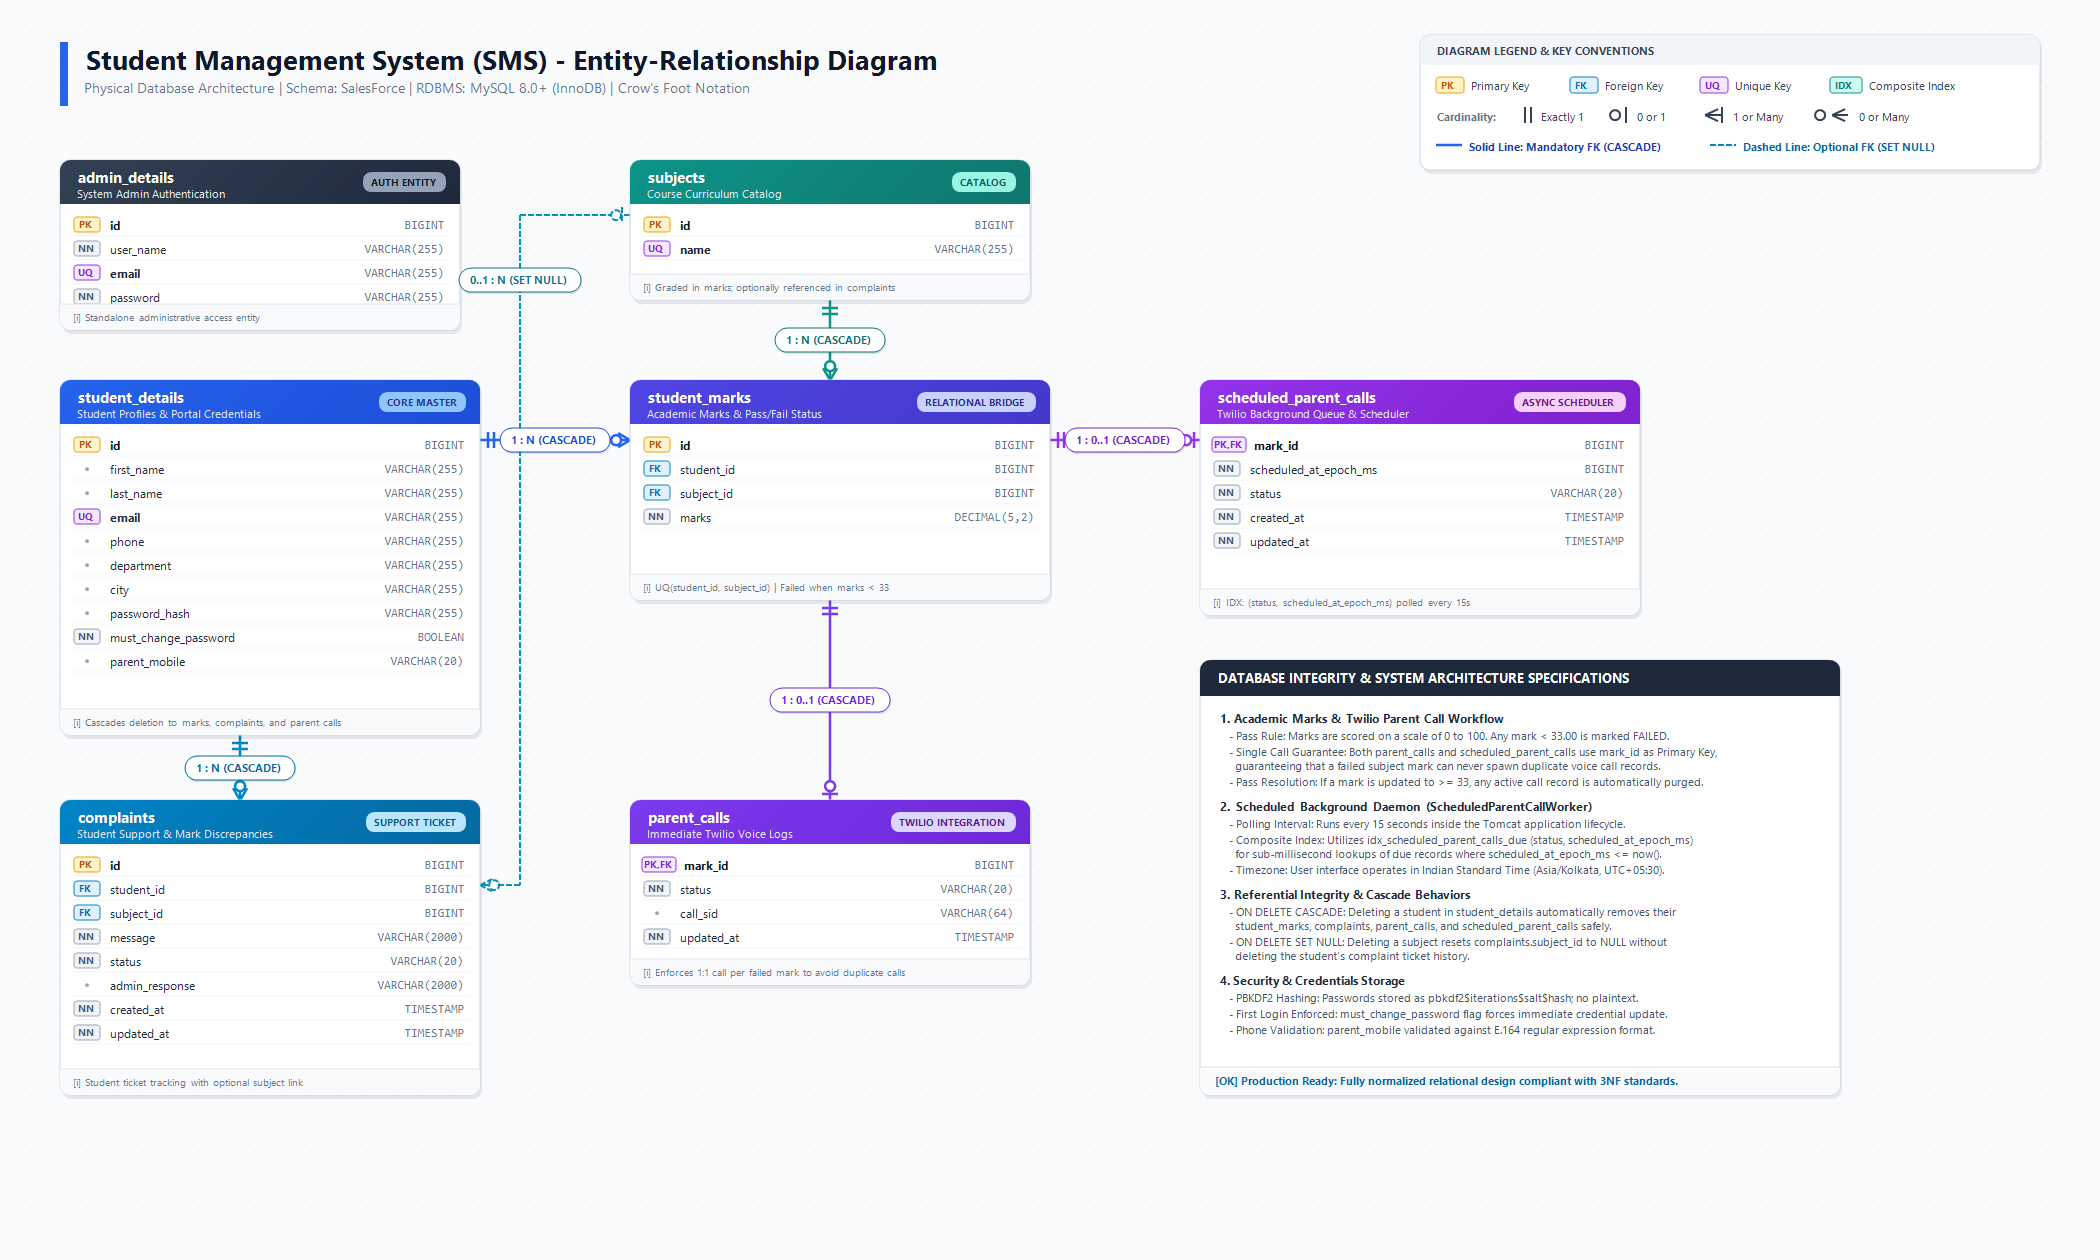 Student Management System (SMS) - Entity-Relationship Diagram
Physical Database Architecture | Schema: SalesForce | RDBMS: MySQL 8.0+ (InnoDB) | Crow's Foot Notation
DIAGRAM LEGEND & KEY CONVENTIONS
PK Primary Key FK Foreign Key UQ Unique Key IDX Composite Index
Cardinality: Exactly 1 0 or 1 1 or Many 0 or Many
Solid Line: Mandatory FK (CASCADE) Dashed Line: Optional FK (SET NULL)
admin_details
System Admin Authentication
AUTH ENTITY
PK id BIGINT
NN user_name VARCHAR(255)
UQ email VARCHAR(255)
NN password VARCHAR(255)
[i] Standalone administrative access entity
0..1 : N (SET NULL)
subjects
Course Curriculum Catalog
CATALOG
PK id BIGINT
UQ name VARCHAR(255)
[i] Graded in marks; optionally referenced in complaints
1 : N (CASCADE)
student_details
Student Profiles & Portal Credentials
CORE MASTER
PK id BIGINT
• first_name VARCHAR(255)
• last_name VARCHAR(255)
UQ email VARCHAR(255)
• phone VARCHAR(255)
• department VARCHAR(255)
• city VARCHAR(255)
• password_hash VARCHAR(255)
NN must_change_password BOOLEAN
• parent_mobile VARCHAR(20)
[i] Cascades deletion to marks, complaints, and parent calls
1 : N (CASCADE)
student_marks
Academic Marks & Pass/Fail Status
RELATIONAL BRIDGE
PK id BIGINT
FK student_id BIGINT
FK subject_id BIGINT
NN marks DECIMAL(5,2)
[i] UQ(student_id, subject_id) | Failed when marks < 33
1 : 0..1 (CASCADE)
scheduled_parent_calls
Twilio Background Queue & Scheduler
ASYNC SCHEDULER
PK,FK mark_id BIGINT
NN scheduled_at_epoch_ms BIGINT
NN status VARCHAR(20)
NN created_at TIMESTAMP
NN updated_at TIMESTAMP
[i] IDX: (status, scheduled_at_epoch_ms) polled every 15s
1 : N (CASCADE)
1 : 0..1 (CASCADE)
complaints
Student Support & Mark Discrepancies
SUPPORT TICKET
PK id BIGINT
FK student_id BIGINT
FK subject_id BIGINT
NN message VARCHAR(2000)
NN status VARCHAR(20)
• admin_response VARCHAR(2000)
NN created_at TIMESTAMP
NN updated_at TIMESTAMP
[i] Student ticket tracking with optional subject link
parent_calls
Immediate Twilio Voice Logs
TWILIO INTEGRATION
PK,FK mark_id BIGINT
NN status VARCHAR(20)
• call_sid VARCHAR(64)
NN updated_at TIMESTAMP
[i] Enforces 1:1 call per failed mark to avoid duplicate calls
DATABASE INTEGRITY & SYSTEM ARCHITECTURE SPECIFICATIONS
1. Academic Marks & Twilio Parent Call Workflow
- Pass Rule: Marks are scored on a scale of 0 to 100. Any mark < 33.00 is marked FAILED.
- Single Call Guarantee: Both parent_calls and scheduled_parent_calls use mark_id as Primary Key,
guaranteeing that a failed subject mark can never spawn duplicate voice call records.
- Pass Resolution: If a mark is updated to >= 33, any active call record is automatically purged.
2. Scheduled Background Daemon (ScheduledParentCallWorker)
- Polling Interval: Runs every 15 seconds inside the Tomcat application lifecycle.
- Composite Index: Utilizes idx_scheduled_parent_calls_due (status, scheduled_at_epoch_ms)
for sub-millisecond lookups of due records where scheduled_at_epoch_ms <= now().
- Timezone: User interface operates in Indian Standard Time (Asia/Kolkata, UTC+05:30).
3. Referential Integrity & Cascade Behaviors
- ON DELETE CASCADE: Deleting a student in student_details automatically removes their
student_marks, complaints, parent_calls, and scheduled_parent_calls safely.
- ON DELETE SET NULL: Deleting a subject resets complaints.subject_id to NULL without
deleting the student's complaint ticket history.
4. Security & Credentials Storage
- PBKDF2 Hashing: Passwords stored as pbkdf2$iterations$salt$hash; no plaintext.
- First Login Enforced: must_change_password flag forces immediate credential update.
- Phone Validation: parent_mobile validated against E.164 regular expression format.
[OK] Production Ready: Fully normalized relational design compliant with 3NF standards.